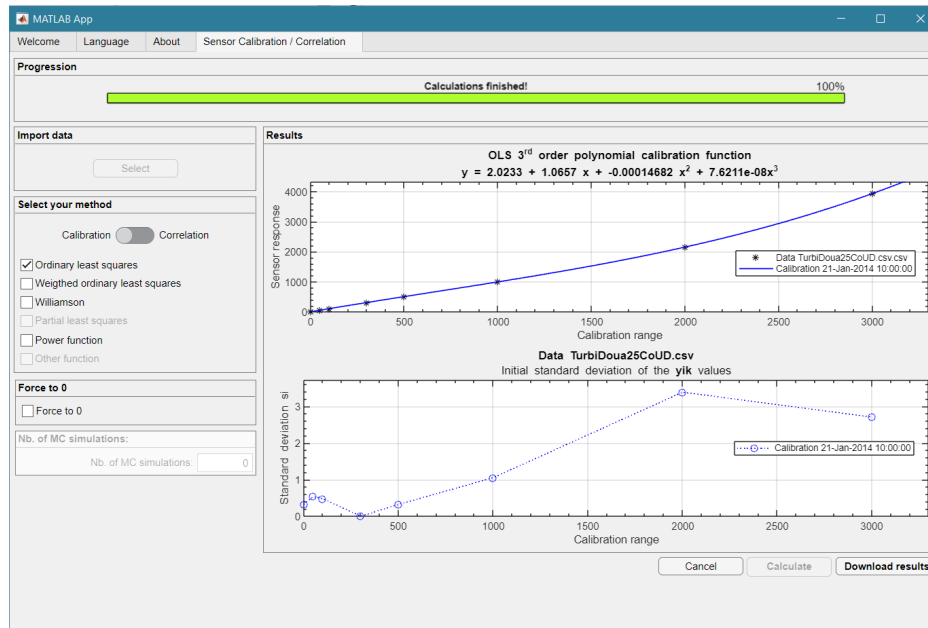 MATLAB App
Welcome Language About Sensor Calibration / Correlation
Progression
Calculations finished!
100%
Import data
Select
Select your method
Calibration Correlation
Ordinary least squares
Weigthed ordinary least squares
Williamson
Partial least squares
Power function
Other function
Force to 0
Force to 0
Nb. of MC simulations:
Nb. of MC simulations: 0
Results
OLS 3rd order polynomial calibration function
y = 2.0233 + 1.0657 x + -0.00014682 x2 + 7.6211e-08x3
Sensor response
4000
3000
2000
1000
0
0 500 1000 1500 2000 2500 3000
Calibration range
Data TurbiDoua25CoUD.csv.csv
Calibration 21-Jan-2014 10:00:00
Data TurbiDoua25CoUD.csv
Initial standard deviation of the yik values
Standard deviation si
3
2
1
0
0 500 1000 1500 2000 2500 3000
Calibration range
Calibration 21-Jan-2014 10:00:00
Cancel Calculate Download results